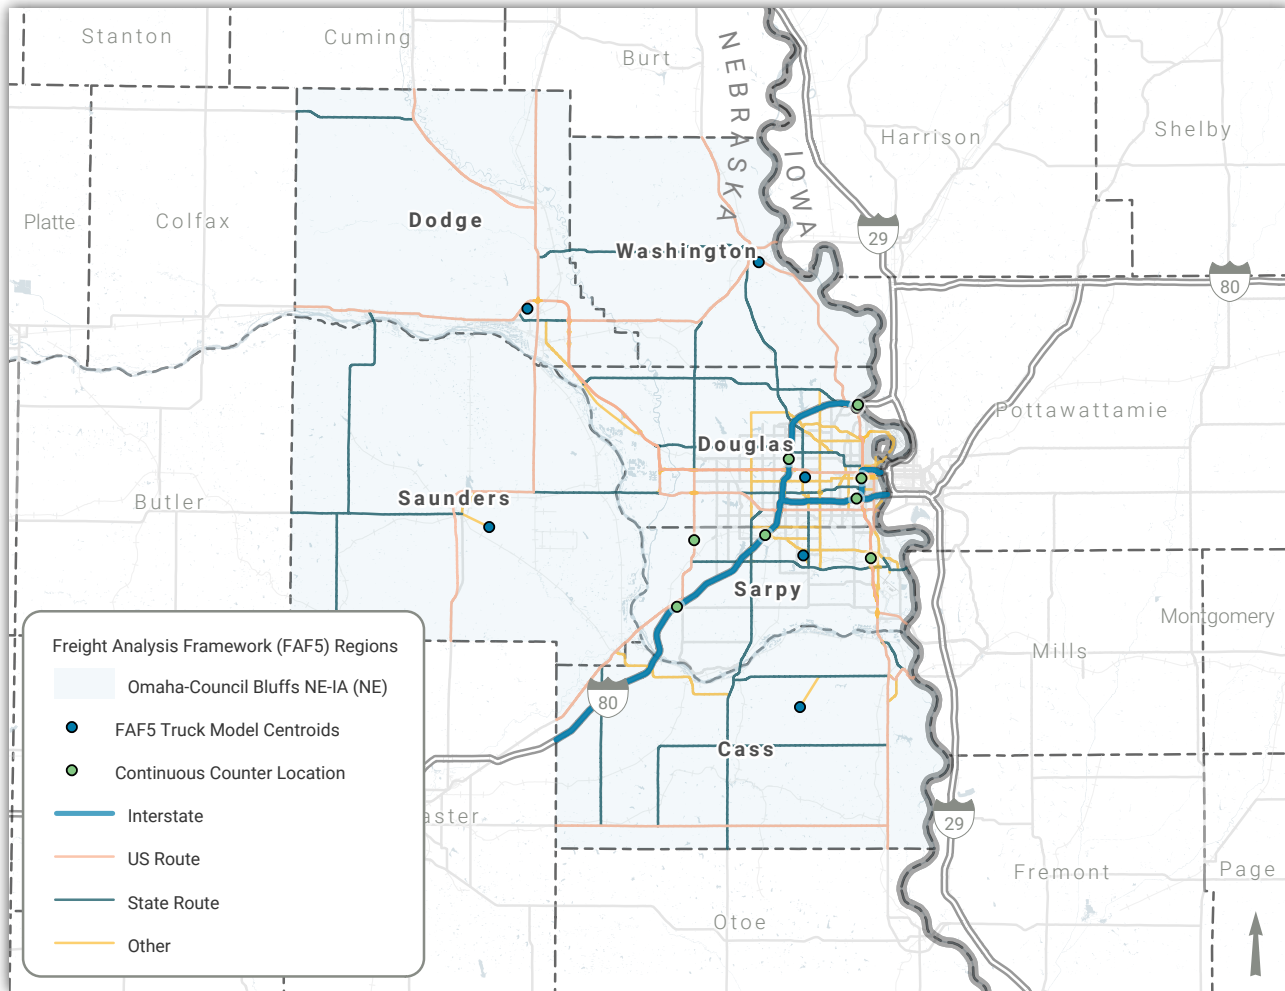 Stanton
Cuming
Burt
NEBRASKA
IOWA
Harrison
Shelby
Platte
Colfax
Dodge
Washington
29
80
Pottawattamie
Douglas
Butler
Saunders
Sarpy
Montgomery
Mills
80
Cass
aster
29
Fremont
Page
Otoe
Freight Analysis Framework (FAF5) Regions
Omaha-Council Bluffs NE-IA (NE)
FAF5 Truck Model Centroids
Continuous Counter Location
Interstate
US Route
State Route
Other